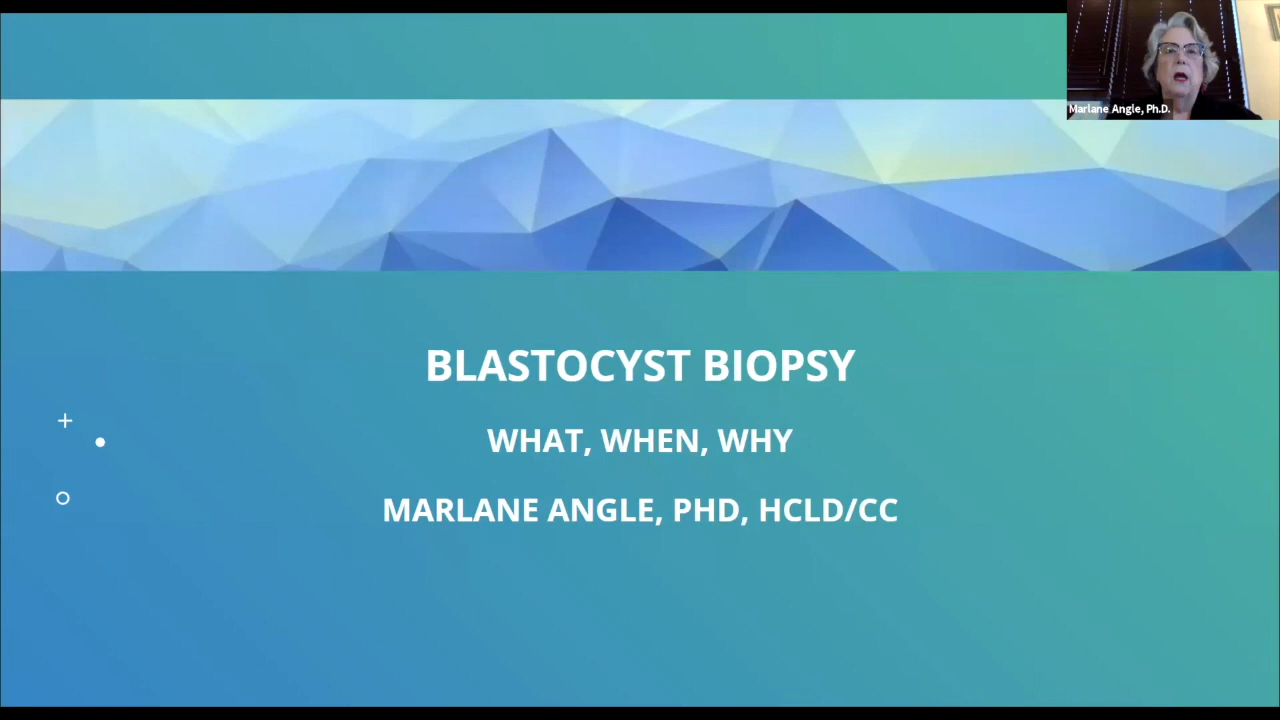 Marlane Angle, Ph.D.
BLASTOCYST BIOPSY
WHAT, WHEN, WHY
MARLANE ANGLE, PHD, HCLD/CC